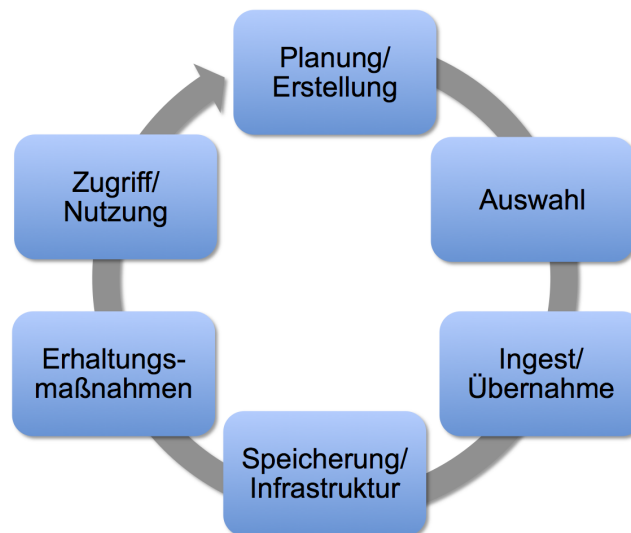 Planung/
Erstellung
Auswahl
Ingest/
Übernahme
Speicherung/
Infrastruktur
Erhaltungs-
maßnahmen
Zugriff/
Nutzung